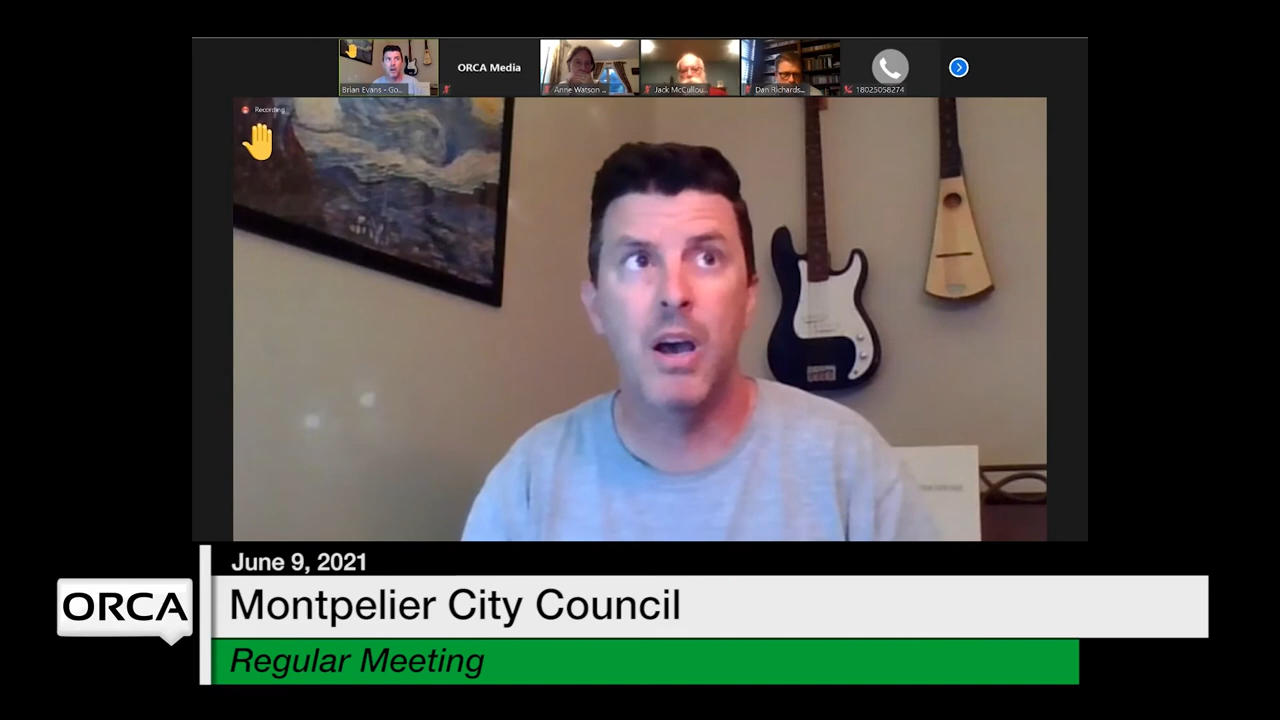 Brian Evans - Go...
ORCA Media
Anne Watson ...
Jack McCullou...
Dan Richards...
18025058274
Recording...
June 9, 2021
ORCA
Montpelier City Council
Regular Meeting